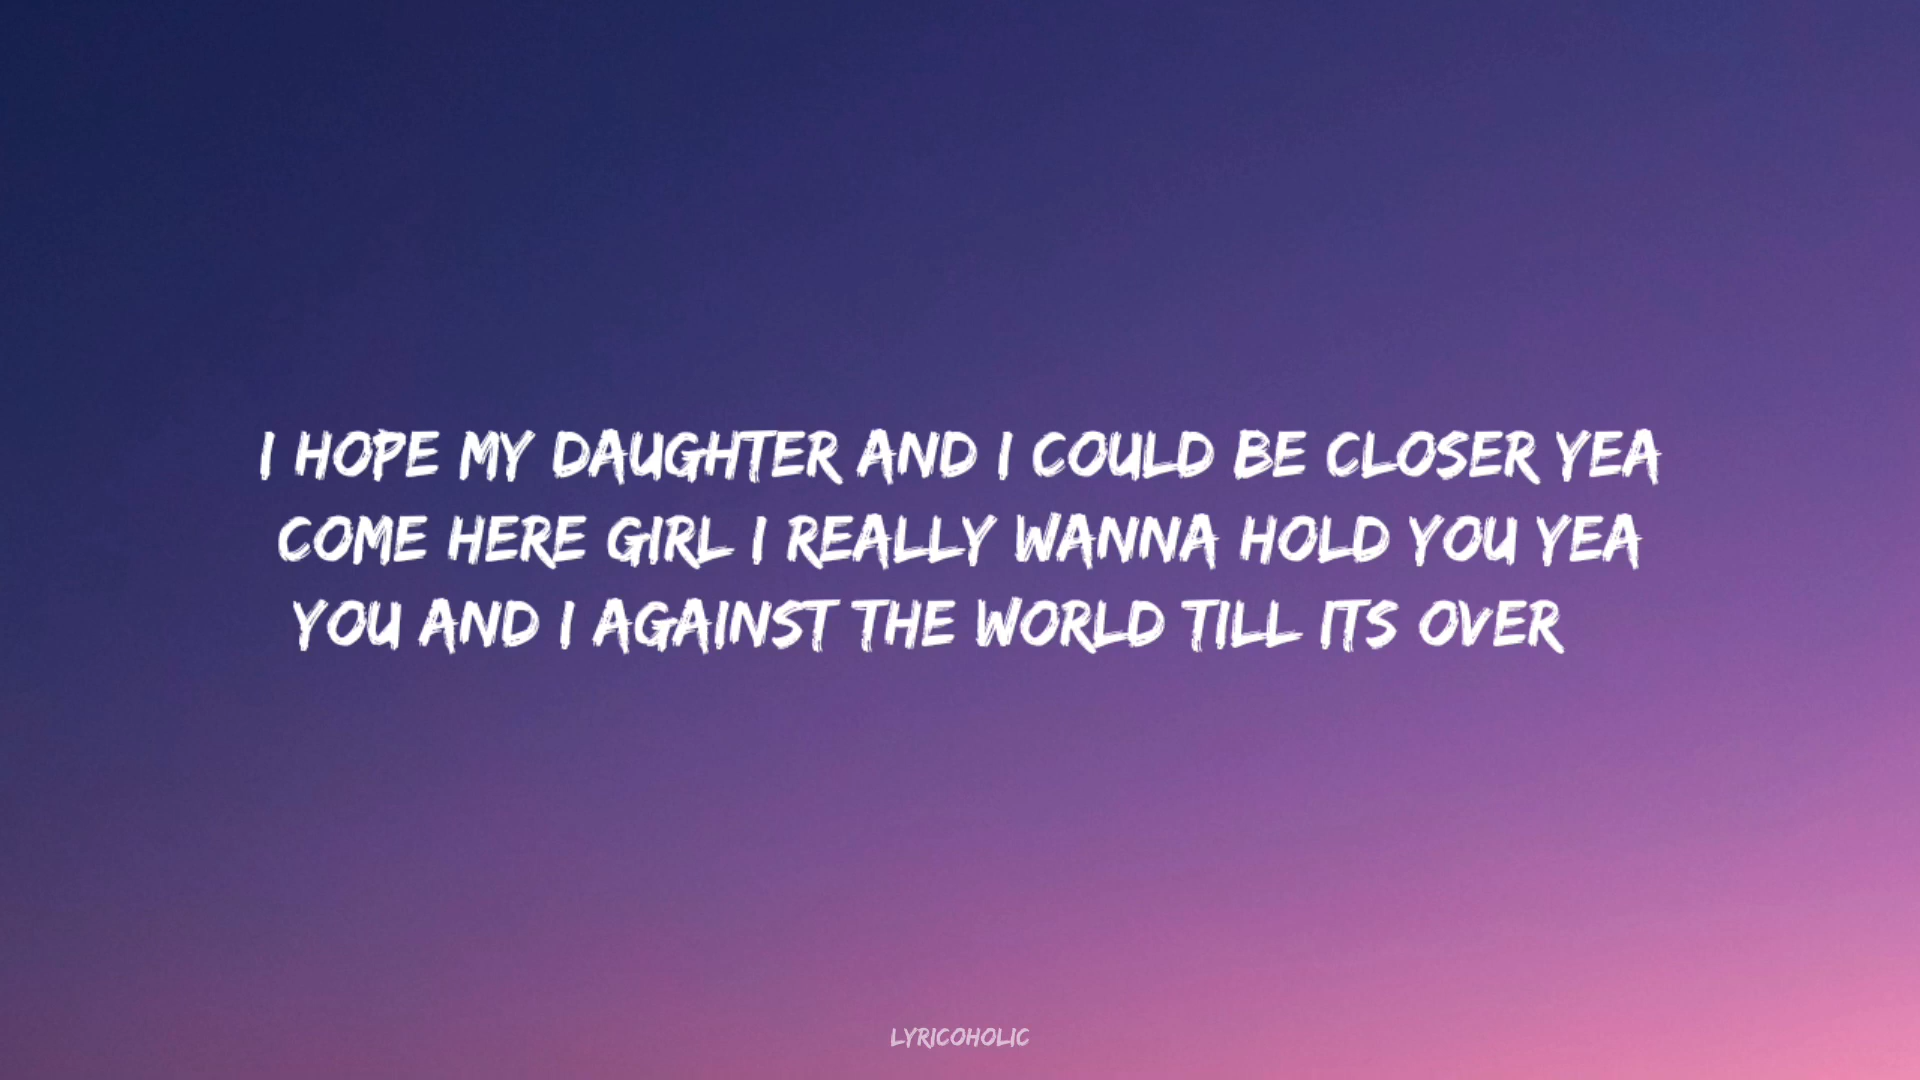 I HOPE MY DAUGHTER AND I COULD BE CLOSER YEA
COME HERE GIRL I REALLY WANNA HOLD YOU YEA
YOU AND I AGAINST THE WORLD TILL ITS OVER
LYRICOHOLIC